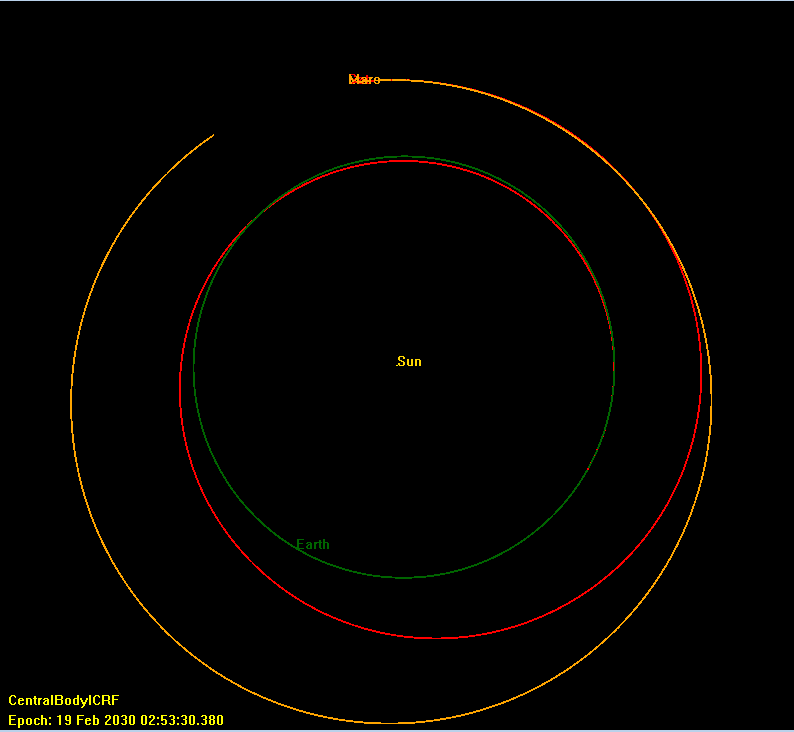 Mars
Sun
Earth
CentralBodyICRF
Epoch: 19 Feb 2030 02:53:30.380